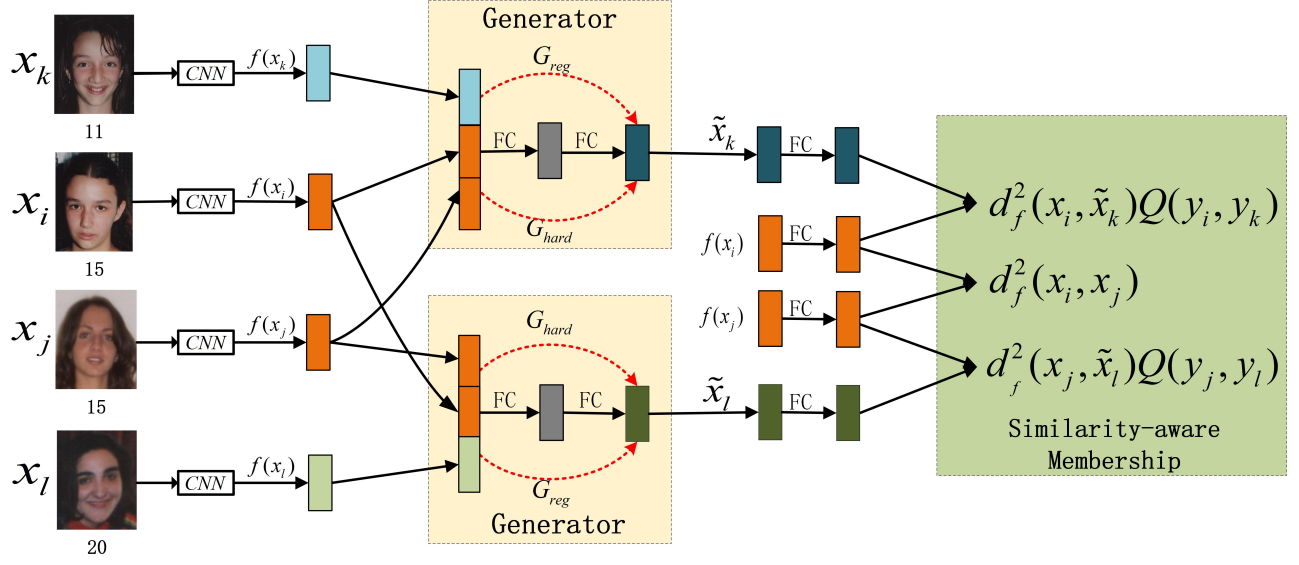 x_k
11
CNN
f(x_k)
x_i
15
CNN
f(x_i)
x_j
15
CNN
f(x_j)
x_l
20
CNN
f(x_l)
Generator
G_reg
FC
FC
G_hard
G_hard
FC
FC
G_reg
Generator
x̃_k
FC
f(x_i)
FC
f(x_j)
FC
x̃_l
FC
d_f^2(x_i, x̃_k)Q(y_i, y_k)
d_f^2(x_i, x_j)
d_f^2(x_j, x̃_l)Q(y_j, y_l)
Similarity-aware
Membership